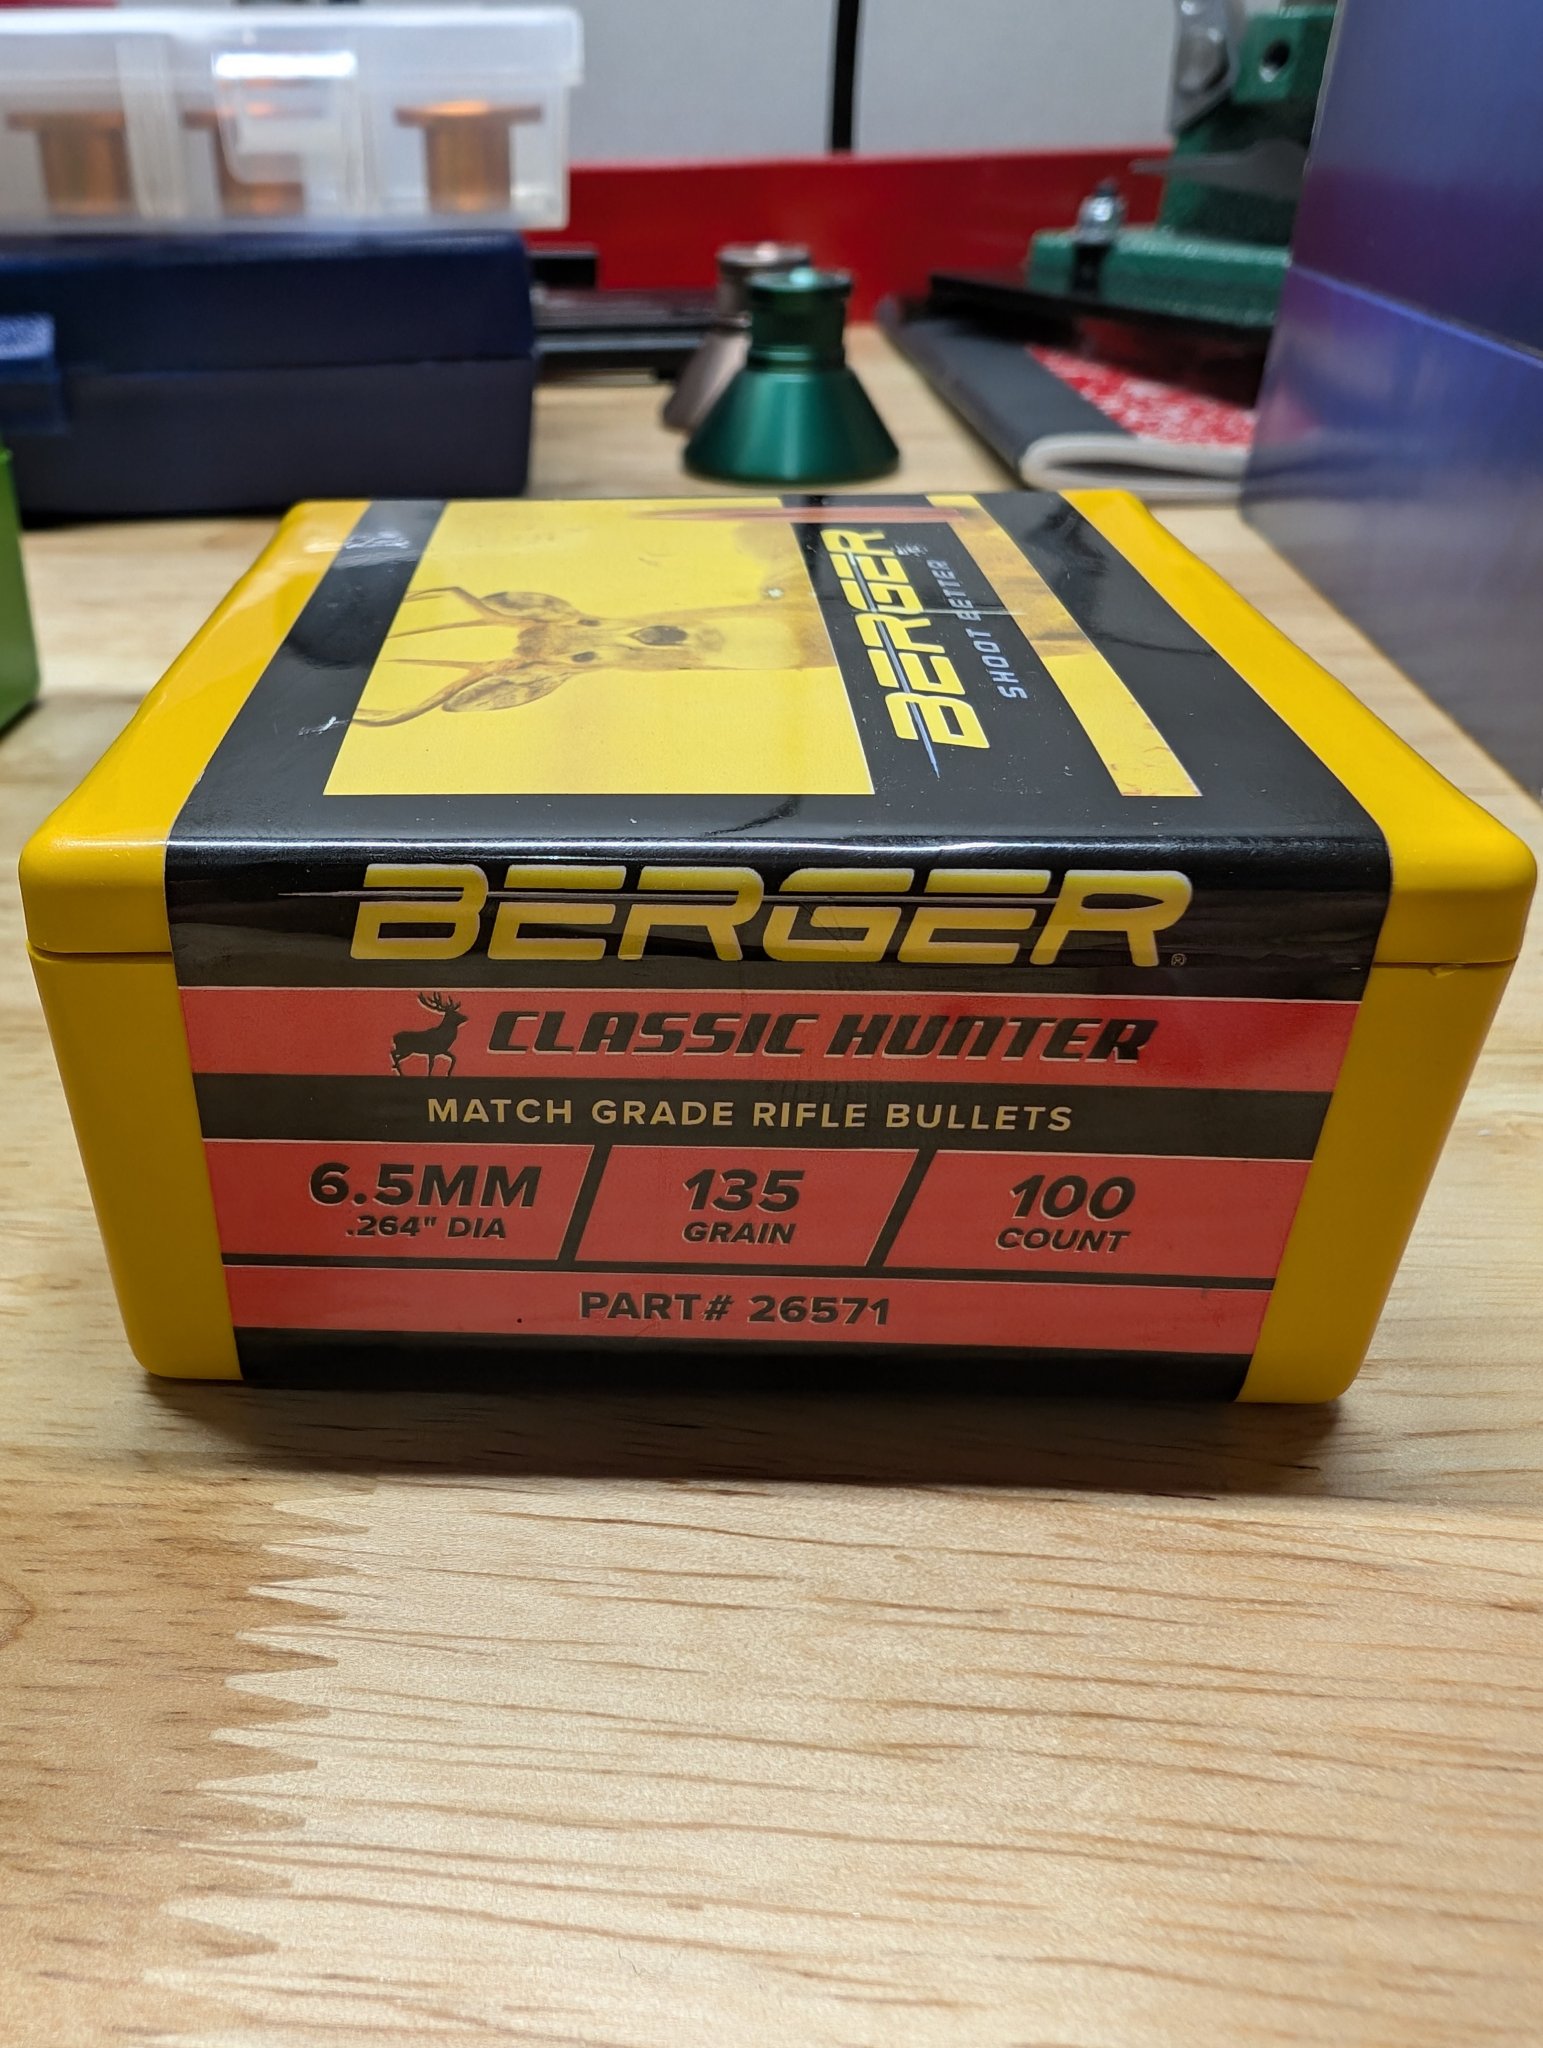 BERGER
SHOOT BETTER
BERGER®
CLASSIC HUNTER
MATCH GRADE RIFLE BULLETS
6.5MM 135 100
.264" DIA GRAIN COUNT
PART# 26571